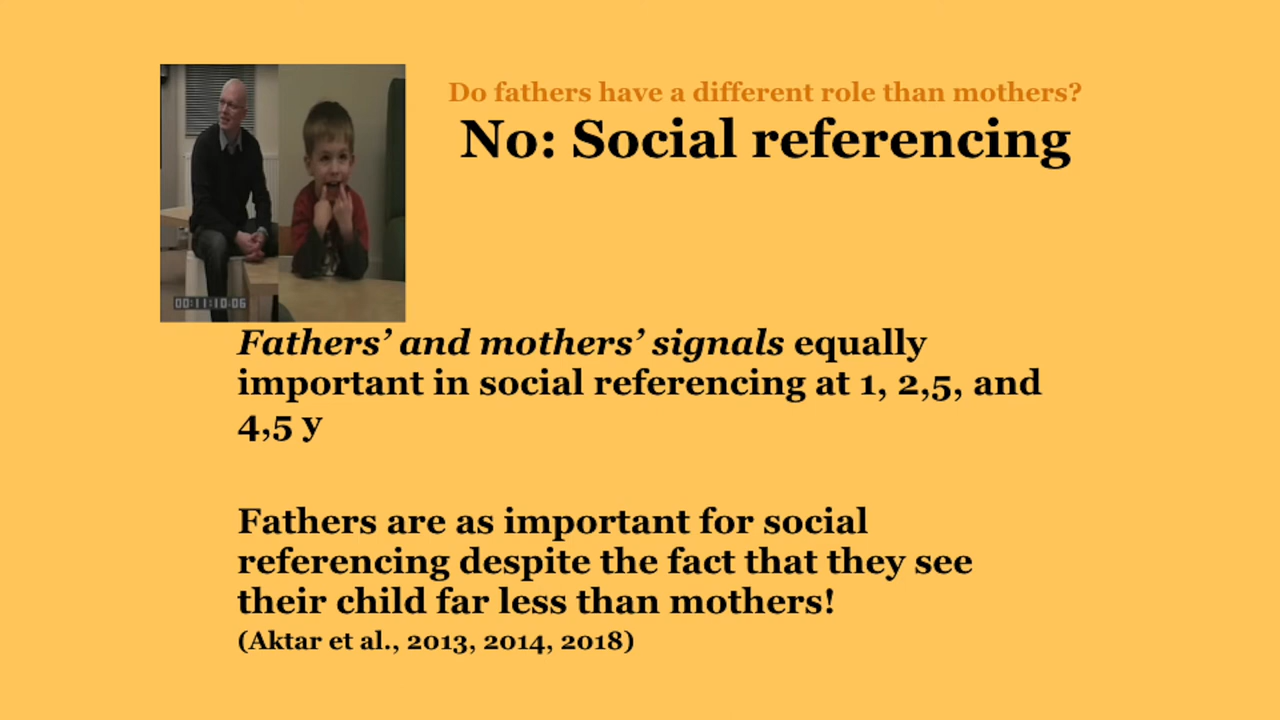 Do fathers have a different role than mothers?
No: Social referencing
00:11:10:06
Fathers’ and mothers’ signals equally
important in social referencing at 1, 2,5, and
4,5 y
Fathers are as important for social
referencing despite the fact that they see
their child far less than mothers!
(Aktar et al., 2013, 2014, 2018)